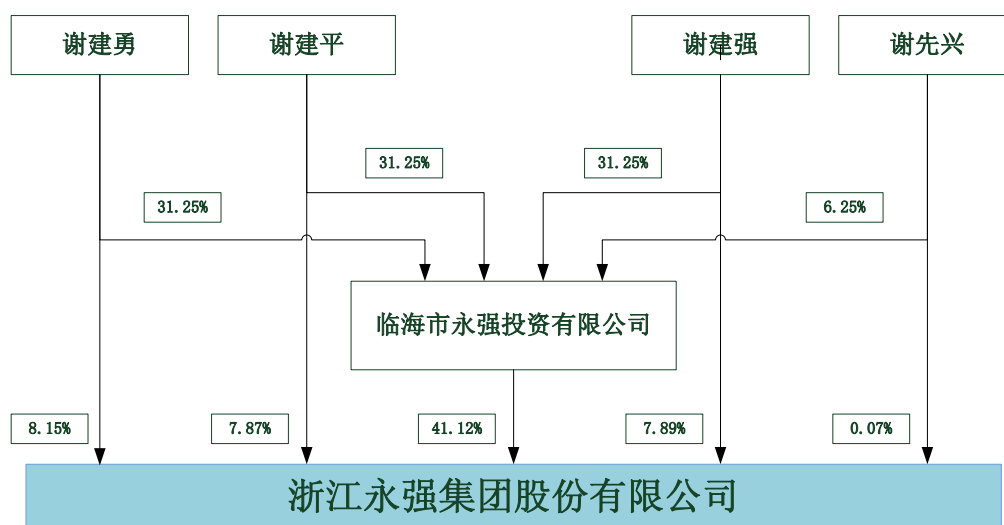 谢建勇
谢建平
谢建强
谢先兴
31.25%
31.25%
31.25%
6.25%
临海市永强投资有限公司
8.15%
7.87%
41.12%
7.89%
0.07%
浙江永强集团股份有限公司